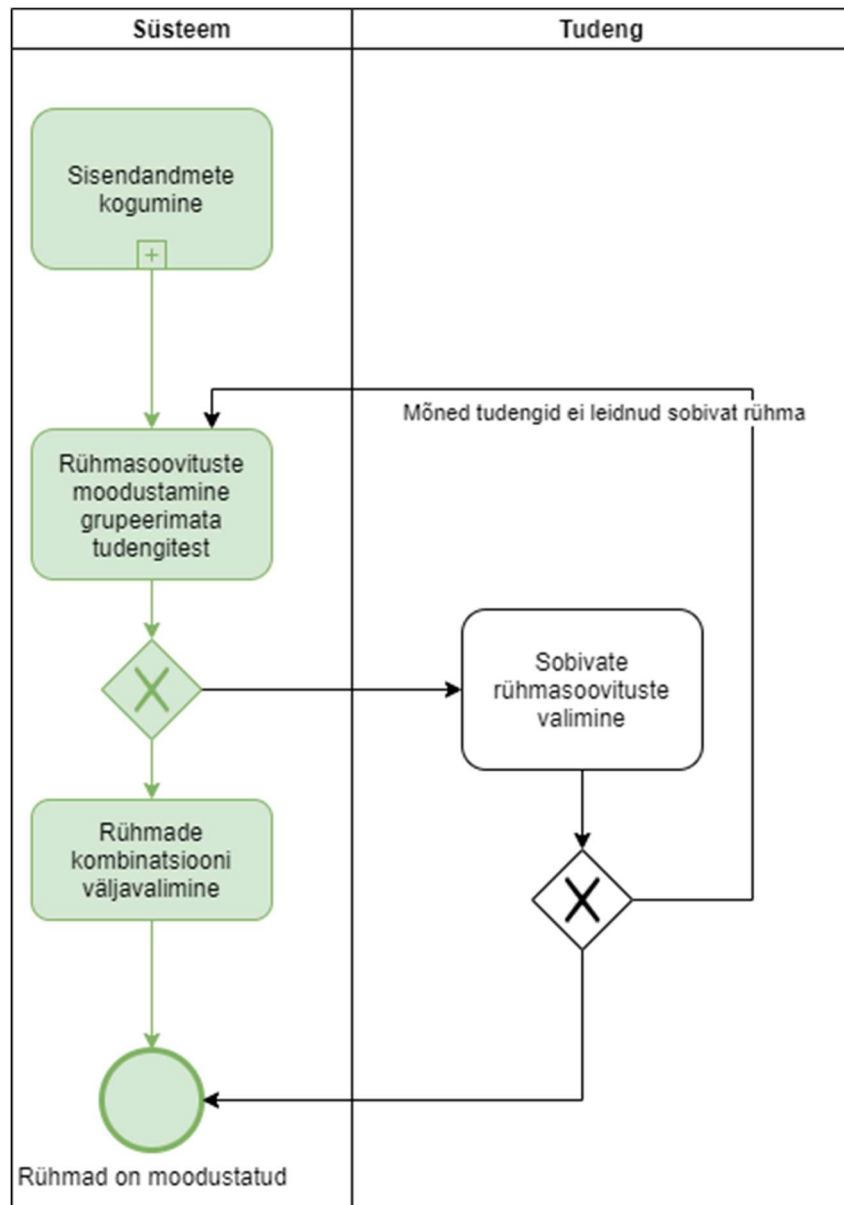 Süsteem
Tudeng
Sisendandmete
kogumine
Mõned tudengid ei leidnud sobivat rühma
Rühmasoovituste
moodustamine
grupeerimata
tudengitest
Sobivate
rühmasoovituste
valimine
Rühmade
kombinatsiooni
väljavalimine
Rühmad on moodustatud